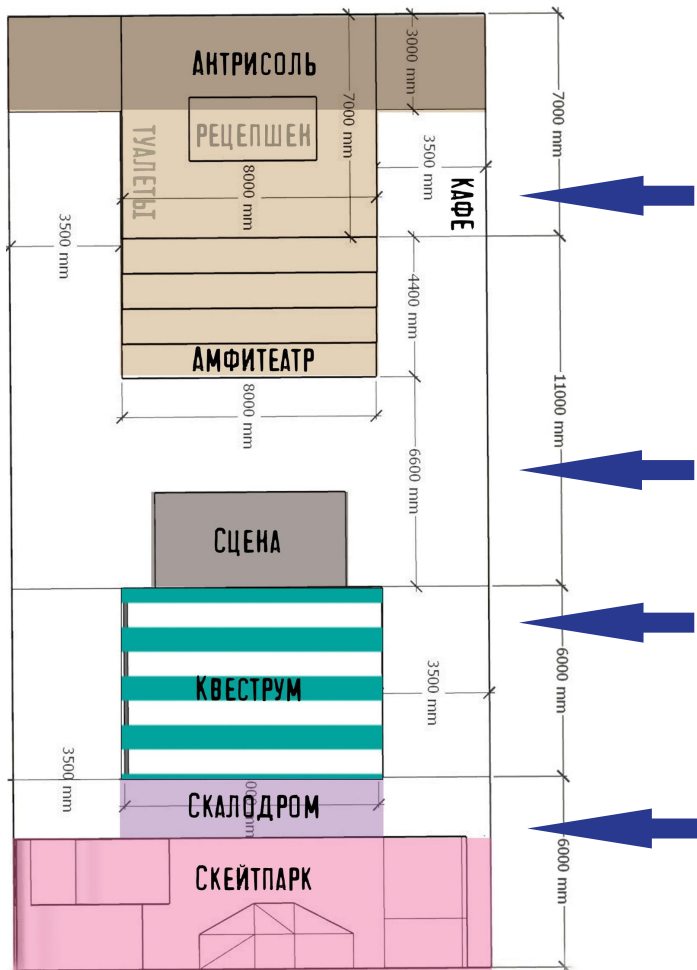 Антрисоль
3000 mm
7000 mm
7000 mm
Рецепшен
Туалеты
3500 mm
8000 mm
Кафе
3500 mm
4400 mm
Амфитеатр
8000 mm
11000 mm
6600 mm
Сцена
Квеструм
3500 mm
6000 mm
3500 mm
Скалодром
6000 mm
Скейтпарк